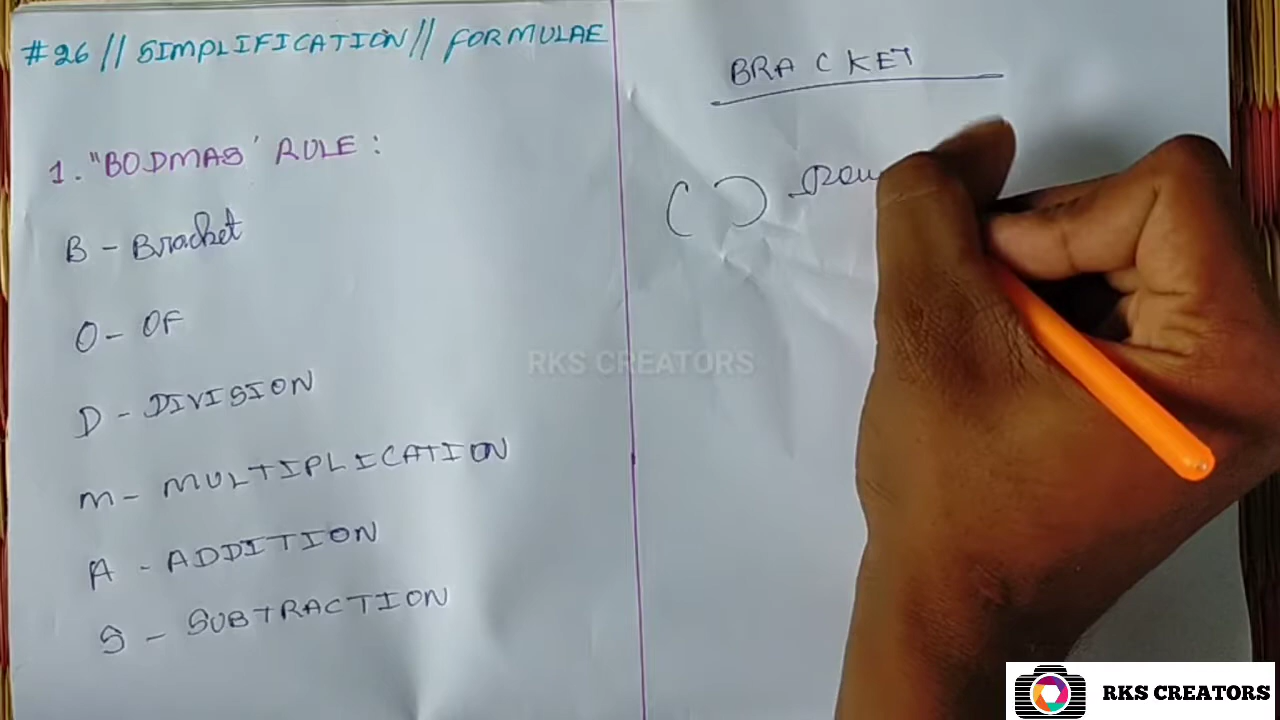 #26 // SIMPLIFICATION // FORMULAE
1. "BODMAS' RULE :
B - Bracket
O - OF
D - DIVISION
M - MULTIPLICATION
A - ADDITION
S - SUBTRACTION
BRACKET
( )
RKS CREATORS
RKS CREATORS